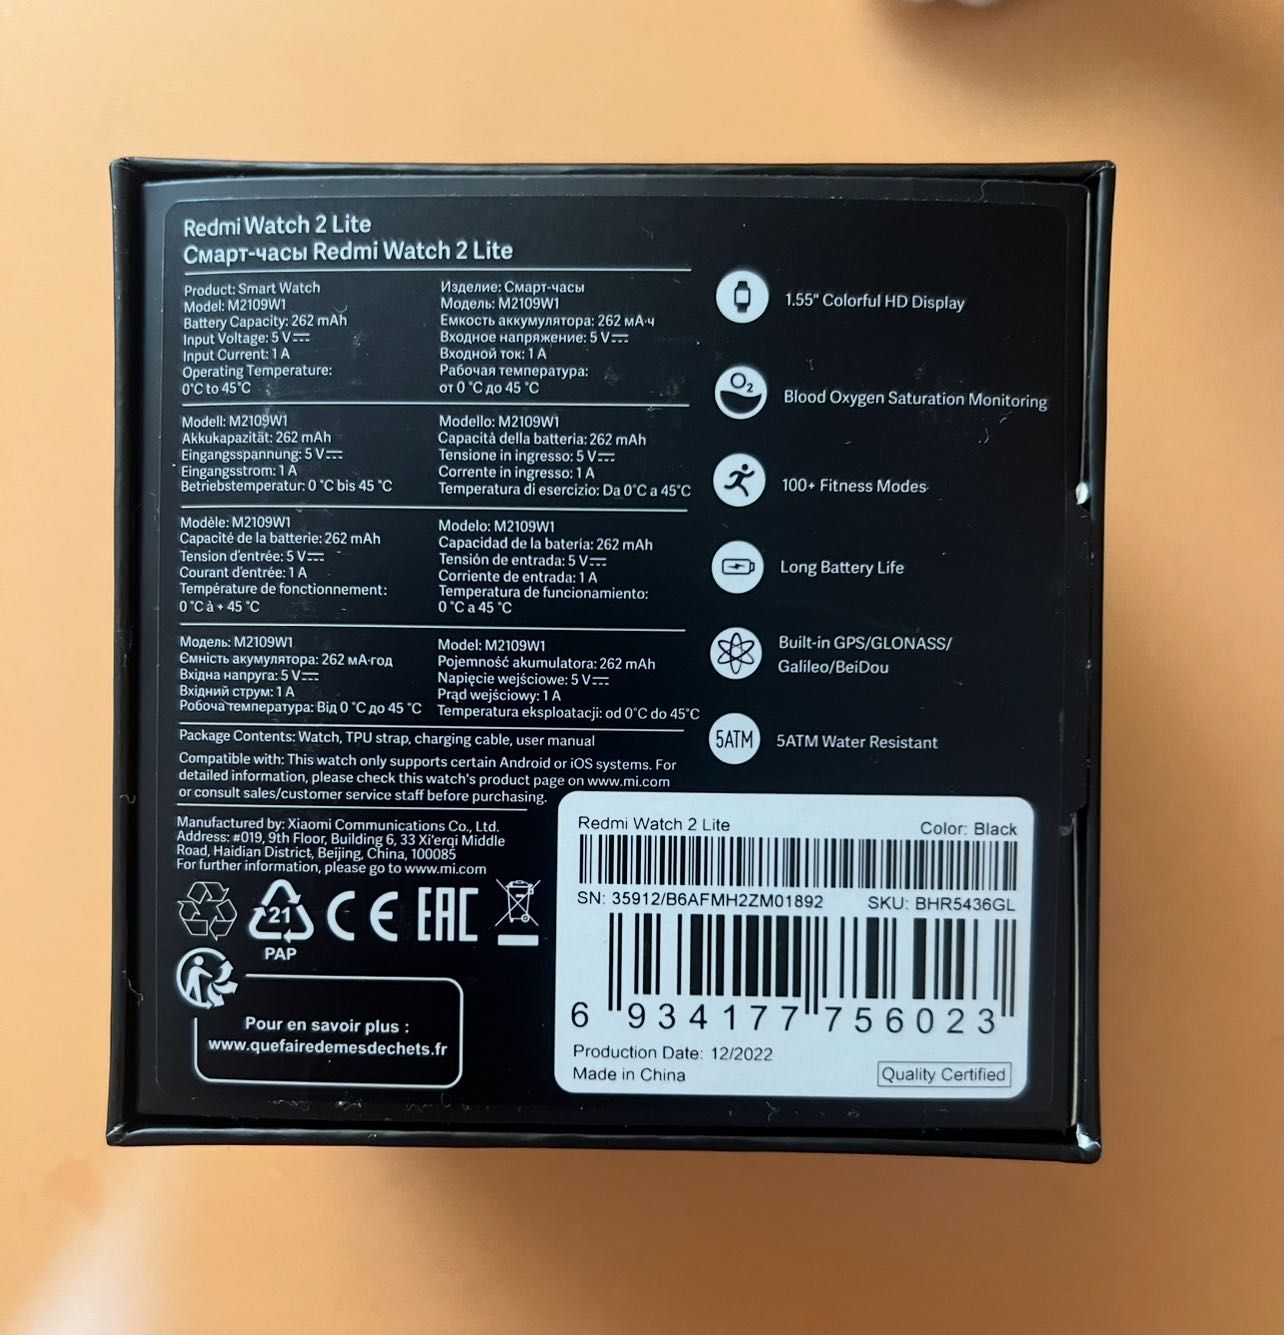 Redmi Watch 2 Lite
Смарт-часы Redmi Watch 2 Lite
Product: Smart Watch
Model: M2109W1
Battery Capacity: 262 mAh
Input Voltage: 5 V⎓
Input Current: 1 A
Operating Temperature:
0°C to 45°C
Изделие: Смарт-часы
Модель: M2109W1
Емкость аккумулятора: 262 мА·ч
Входное напряжение: 5 V⎓
Входной ток: 1 A
Рабочая температура:
от 0 °C до 45 °C
Modell: M2109W1
Akkukapazität: 262 mAh
Eingangsspannung: 5 V⎓
Eingangsstrom: 1 A
Betriebstemperatur: 0 °C bis 45 °C
Modello: M2109W1
Capacità della batteria: 262 mAh
Tensione in ingresso: 5 V⎓
Corrente in ingresso: 1 A
Temperatura di esercizio: Da 0°C a 45°C
Modèle: M2109W1
Capacité de la batterie: 262 mAh
Tension d'entrée: 5 V⎓
Courant d'entrée: 1 A
Température de fonctionnement:
0 °C à + 45 °C
Modelo: M2109W1
Capacidad de la batería: 262 mAh
Tensión de entrada: 5 V⎓
Corriente de entrada: 1 A
Temperatura de funcionamiento:
0 °C a 45 °C
Модель: M2109W1
Ємність акумулятора: 262 мА·год
Вхідна напруга: 5 V⎓
Вхідний струм: 1 A
Робоча температура: Від 0 °C до 45 °C
Model: M2109W1
Pojemność akumulatora: 262 mAh
Napięcie wejściowe: 5 V⎓
Prąd wejściowy: 1 A
Temperatura eksploatacji: od 0°C do 45°C
Package Contents: Watch, TPU strap, charging cable, user manual
Compatible with: This watch only supports certain Android or iOS systems. For
detailed information, please check this watch's product page on www.mi.com
or consult sales/customer service staff before purchasing.
Manufactured by: Xiaomi Communications Co., Ltd.
Address: #019, 9th Floor, Building 6, 33 Xi'erqi Middle
Road, Haidian District, Beijing, China, 100085
For further information, please go to www.mi.com
21
PAP
CE
EAC
Pour en savoir plus :
www.quefairedemesdechets.fr
1.55" Colorful HD Display
O2
Blood Oxygen Saturation Monitoring
100+ Fitness Modes
Long Battery Life
Built-in GPS/GLONASS/
Galileo/BeiDou
5ATM
5ATM Water Resistant
Redmi Watch 2 Lite
Color: Black
SN: 35912/B6AFMH2ZM01892
SKU: BHR5436GL
6 934177 756023
Production Date: 12/2022
Made in China
Quality Certified